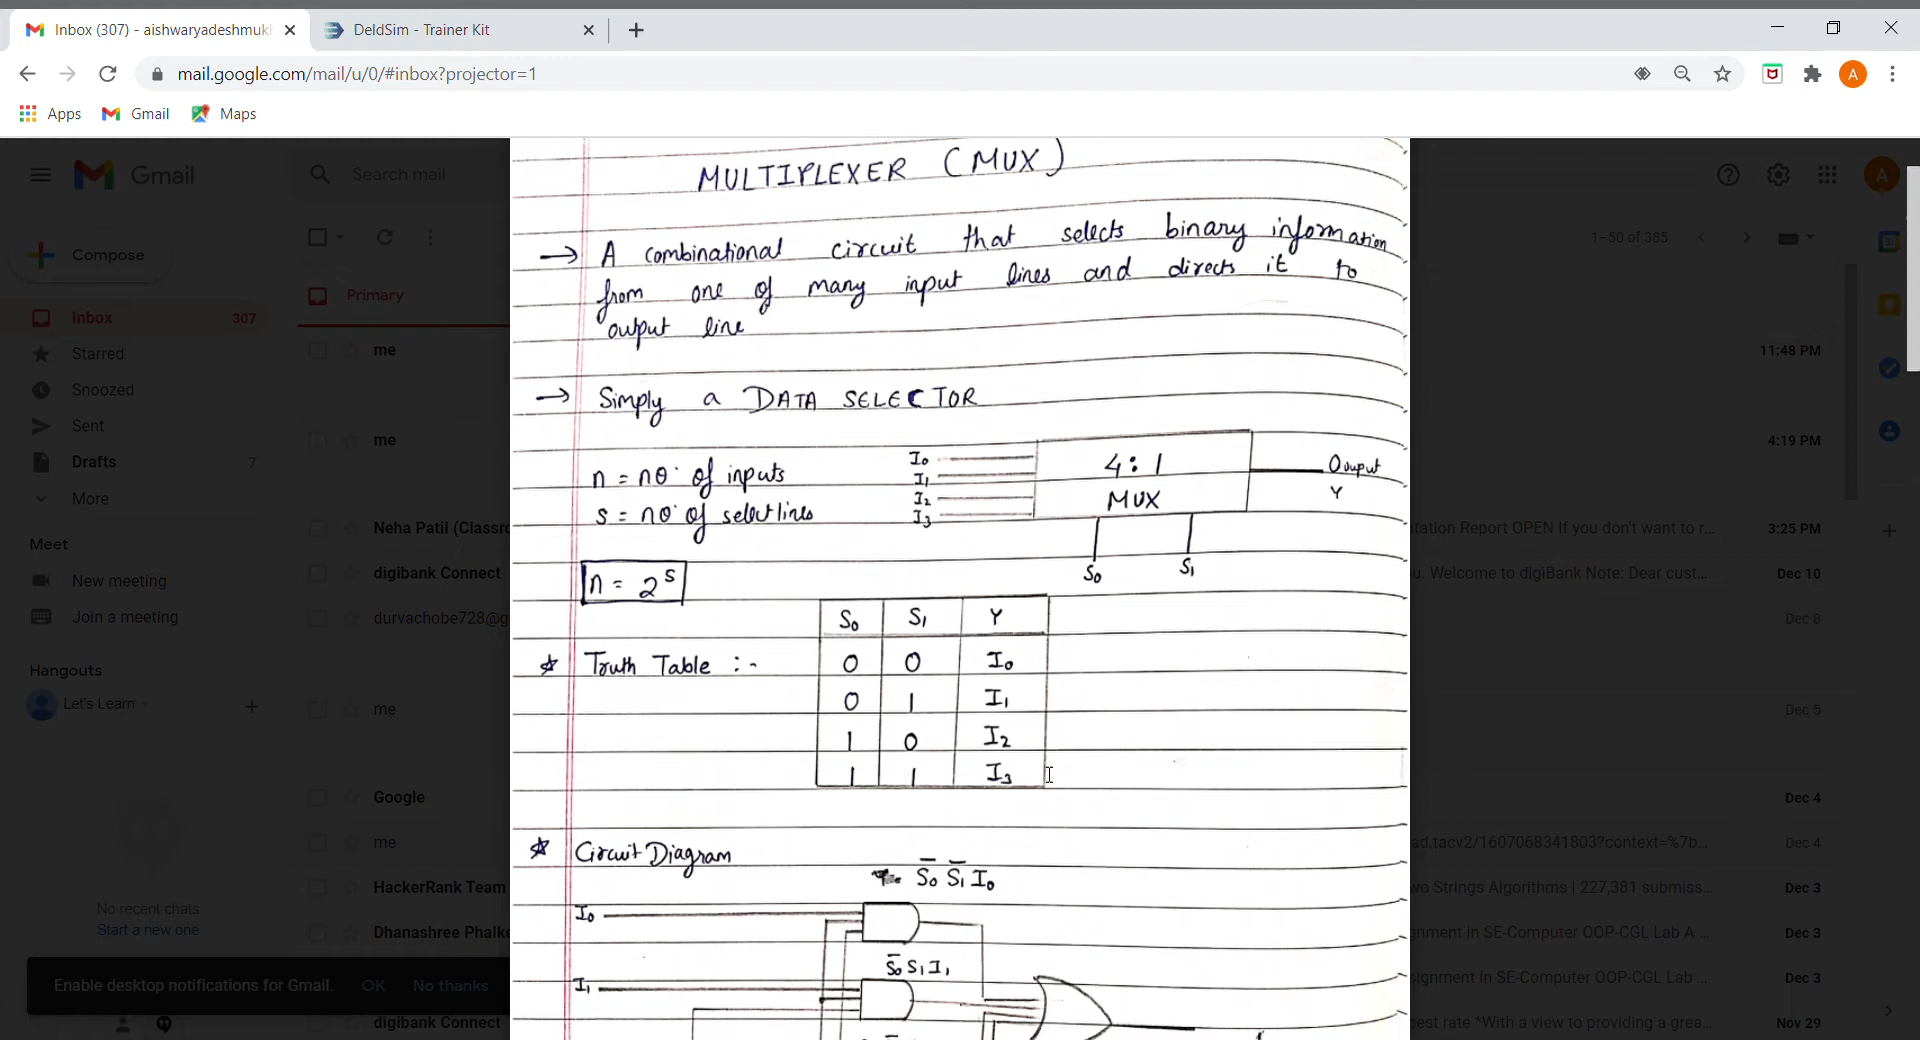 Inbox (307) - aishwaryadeshmukh
DeldSim - Trainer Kit
mail.google.com/mail/u/0/#inbox?projector=1
A
Apps Gmail Maps
Gmail
Search mail
A
Compose
1–50 of 385
Primary
Inbox 307
Starred
Snoozed
Sent
Drafts 7
More
me 11:48 PM
me 4:19 PM
Neha Patil (Classr
tation Report OPEN If you don't want to r... 3:25 PM
digibank Connect
u. Welcome to digiBank Note: Dear cust... Dec 10
durvachobe728@g
Dec 8
me Dec 5
Google Dec 4
me
ad.tacv2/1607068341803?context=%7b... Dec 4
HackerRank Team
wo Strings Algorithms | 227,381 submiss... Dec 3
Dhanashree Phalke
gnment in SE-Computer OOP-CGL Lab A ... Dec 3
signment in SE-Computer OOP-CGL Lab ... Dec 3
digibank Connect
pest rate *With a view to providing a grea... Nov 29
Meet
New meeting
Join a meeting
Hangouts
Let's Learn
No recent chats
Start a new one
Enable desktop notifications for Gmail. OK No thanks
MULTIPLEXER (MUX)
→ A combinational circuit that selects binary information
from one of many input lines and directs it to
output line
→ Simply a DATA SELECTOR
n = no. of inputs
s = no. of select lines
n = 2^s
I0
I1
I2
I3
4:1
MUX
Ouput
Y
S0 S1
☆ Truth Table :-
S0 S1 Y
0 0 I0
0 1 I1
1 0 I2
1 1 I3
☆ Circuit Diagram
S̅0 S̅1 I0
I0
S̅0 S1 I1
I1